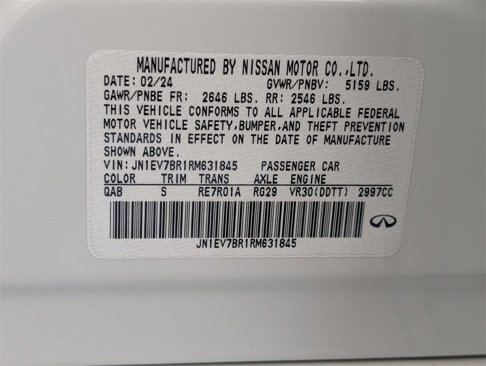 MANUFACTURED BY NISSAN MOTOR CO.,LTD.
DATE: 02/24 GVWR/PNBV: 5159 LBS.
GAWR/PNBE FR: 2646 LBS. RR: 2546 LBS.
THIS VEHICLE CONFORMS TO ALL APPLICABLE FEDERAL
MOTOR VEHICLE SAFETY,BUMPER,AND THEFT PREVENTION
STANDARDS IN EFFECT ON THE DATE OF MANUFACTURE
SHOWN ABOVE.
VIN: JN1EV7BR1RM631845 PASSENGER CAR
COLOR TRIM TRANS AXLE ENGINE
QAB S RE7R01A RG29 VR30(DDTT) 2997CC
JN1EV7BR1RM631845